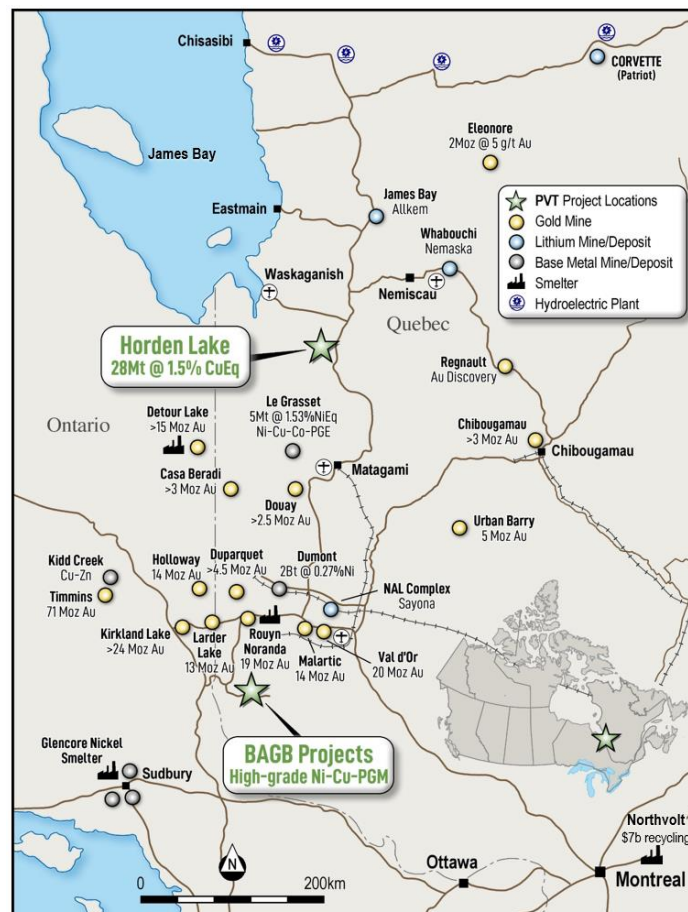 Chisasibi
CORVETTE
(Patriot)
Eleonore
2Moz @ 5 g/t Au
James Bay
PVT Project Locations
Gold Mine
Lithium Mine/Deposit
Base Metal Mine/Deposit
Smelter
Hydroelectric Plant
Eastmain
James Bay
Allkem
Whabouchi
Nemaska
Waskaganish
Nemiscau
Quebec
Horden Lake
28Mt @ 1.5% CuEq
Regnault
Au Discovery
Ontario
Detour Lake
>15 Moz Au
Le Grasset
5Mt @ 1.53%NiEq
Ni-Cu-Co-PGE
Chibougamau
>3 Moz Au
Chibougamau
Matagami
Casa Beradi
>3 Moz Au
Douay
>2.5 Moz Au
Urban Barry
5 Moz Au
Kidd Creek
Cu-Zn
Timmins
71 Moz Au
Holloway
14 Moz Au
Duparquet
>4.5 Moz Au
Dumont
2Bt @ 0.27%Ni
NAL Complex
Sayona
Kirkland Lake
>24 Moz Au
Larder
Lake
13 Moz Au
Rouyn
Noranda
19 Moz Au
Malartic
14 Moz Au
Val d'Or
20 Moz Au
BAGB Projects
High-grade Ni-Cu-PGM
Glencore Nickel
Smelter
Sudbury
Northvolt
$7b recycling
N
0
200km
Ottawa
Montreal